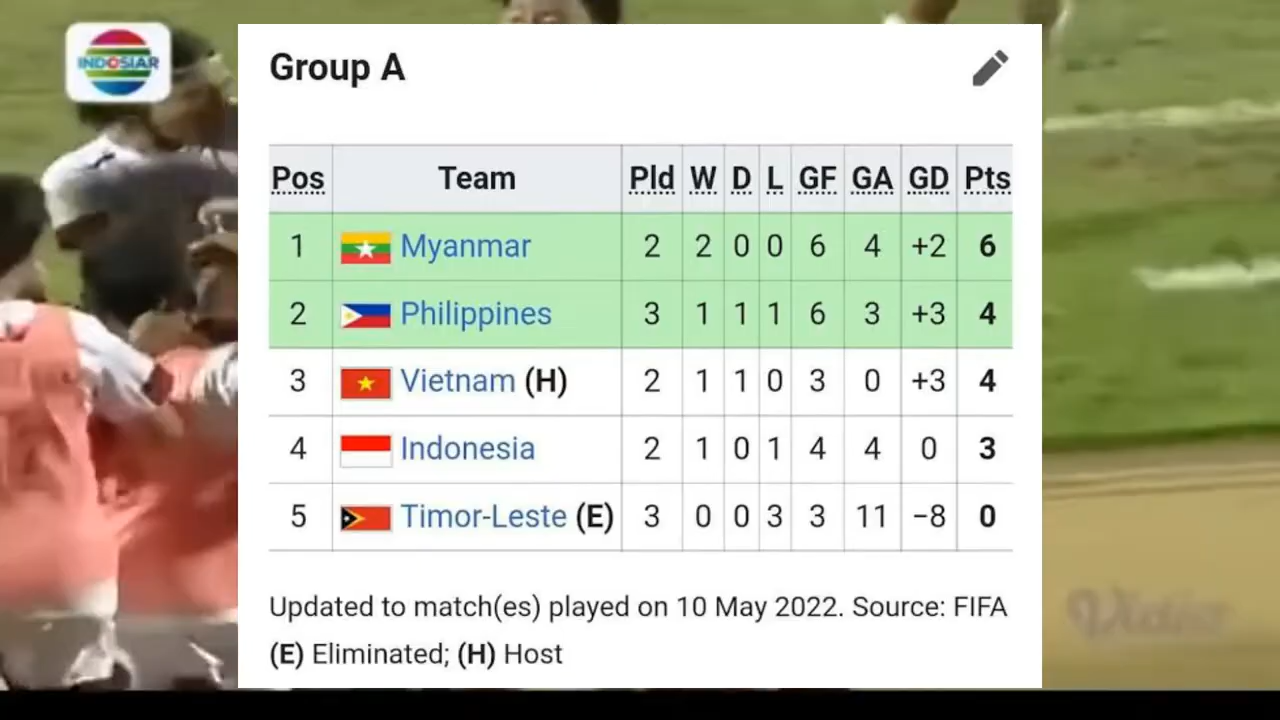 INDOSIAR
Group A
Pos Team Pld W D L GF GA GD Pts
1 Myanmar 2 2 0 0 6 4 +2 6
2 Philippines 3 1 1 1 6 3 +3 4
3 Vietnam (H) 2 1 1 0 3 0 +3 4
4 Indonesia 2 1 0 1 4 4 0 3
5 Timor-Leste (E) 3 0 0 3 3 11 −8 0
Updated to match(es) played on 10 May 2022. Source: FIFA
(E) Eliminated; (H) Host
Vidio